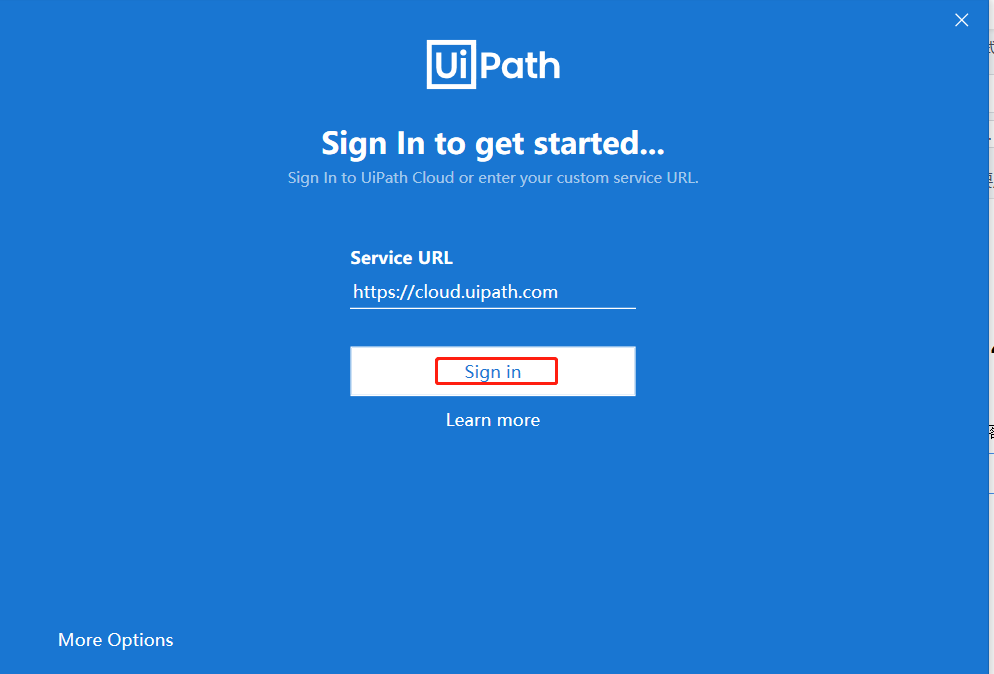 UiPath
Sign In to get started...
Sign In to UiPath Cloud or enter your custom service URL.
Service URL
https://cloud.uipath.com
Sign in
Learn more
More Options